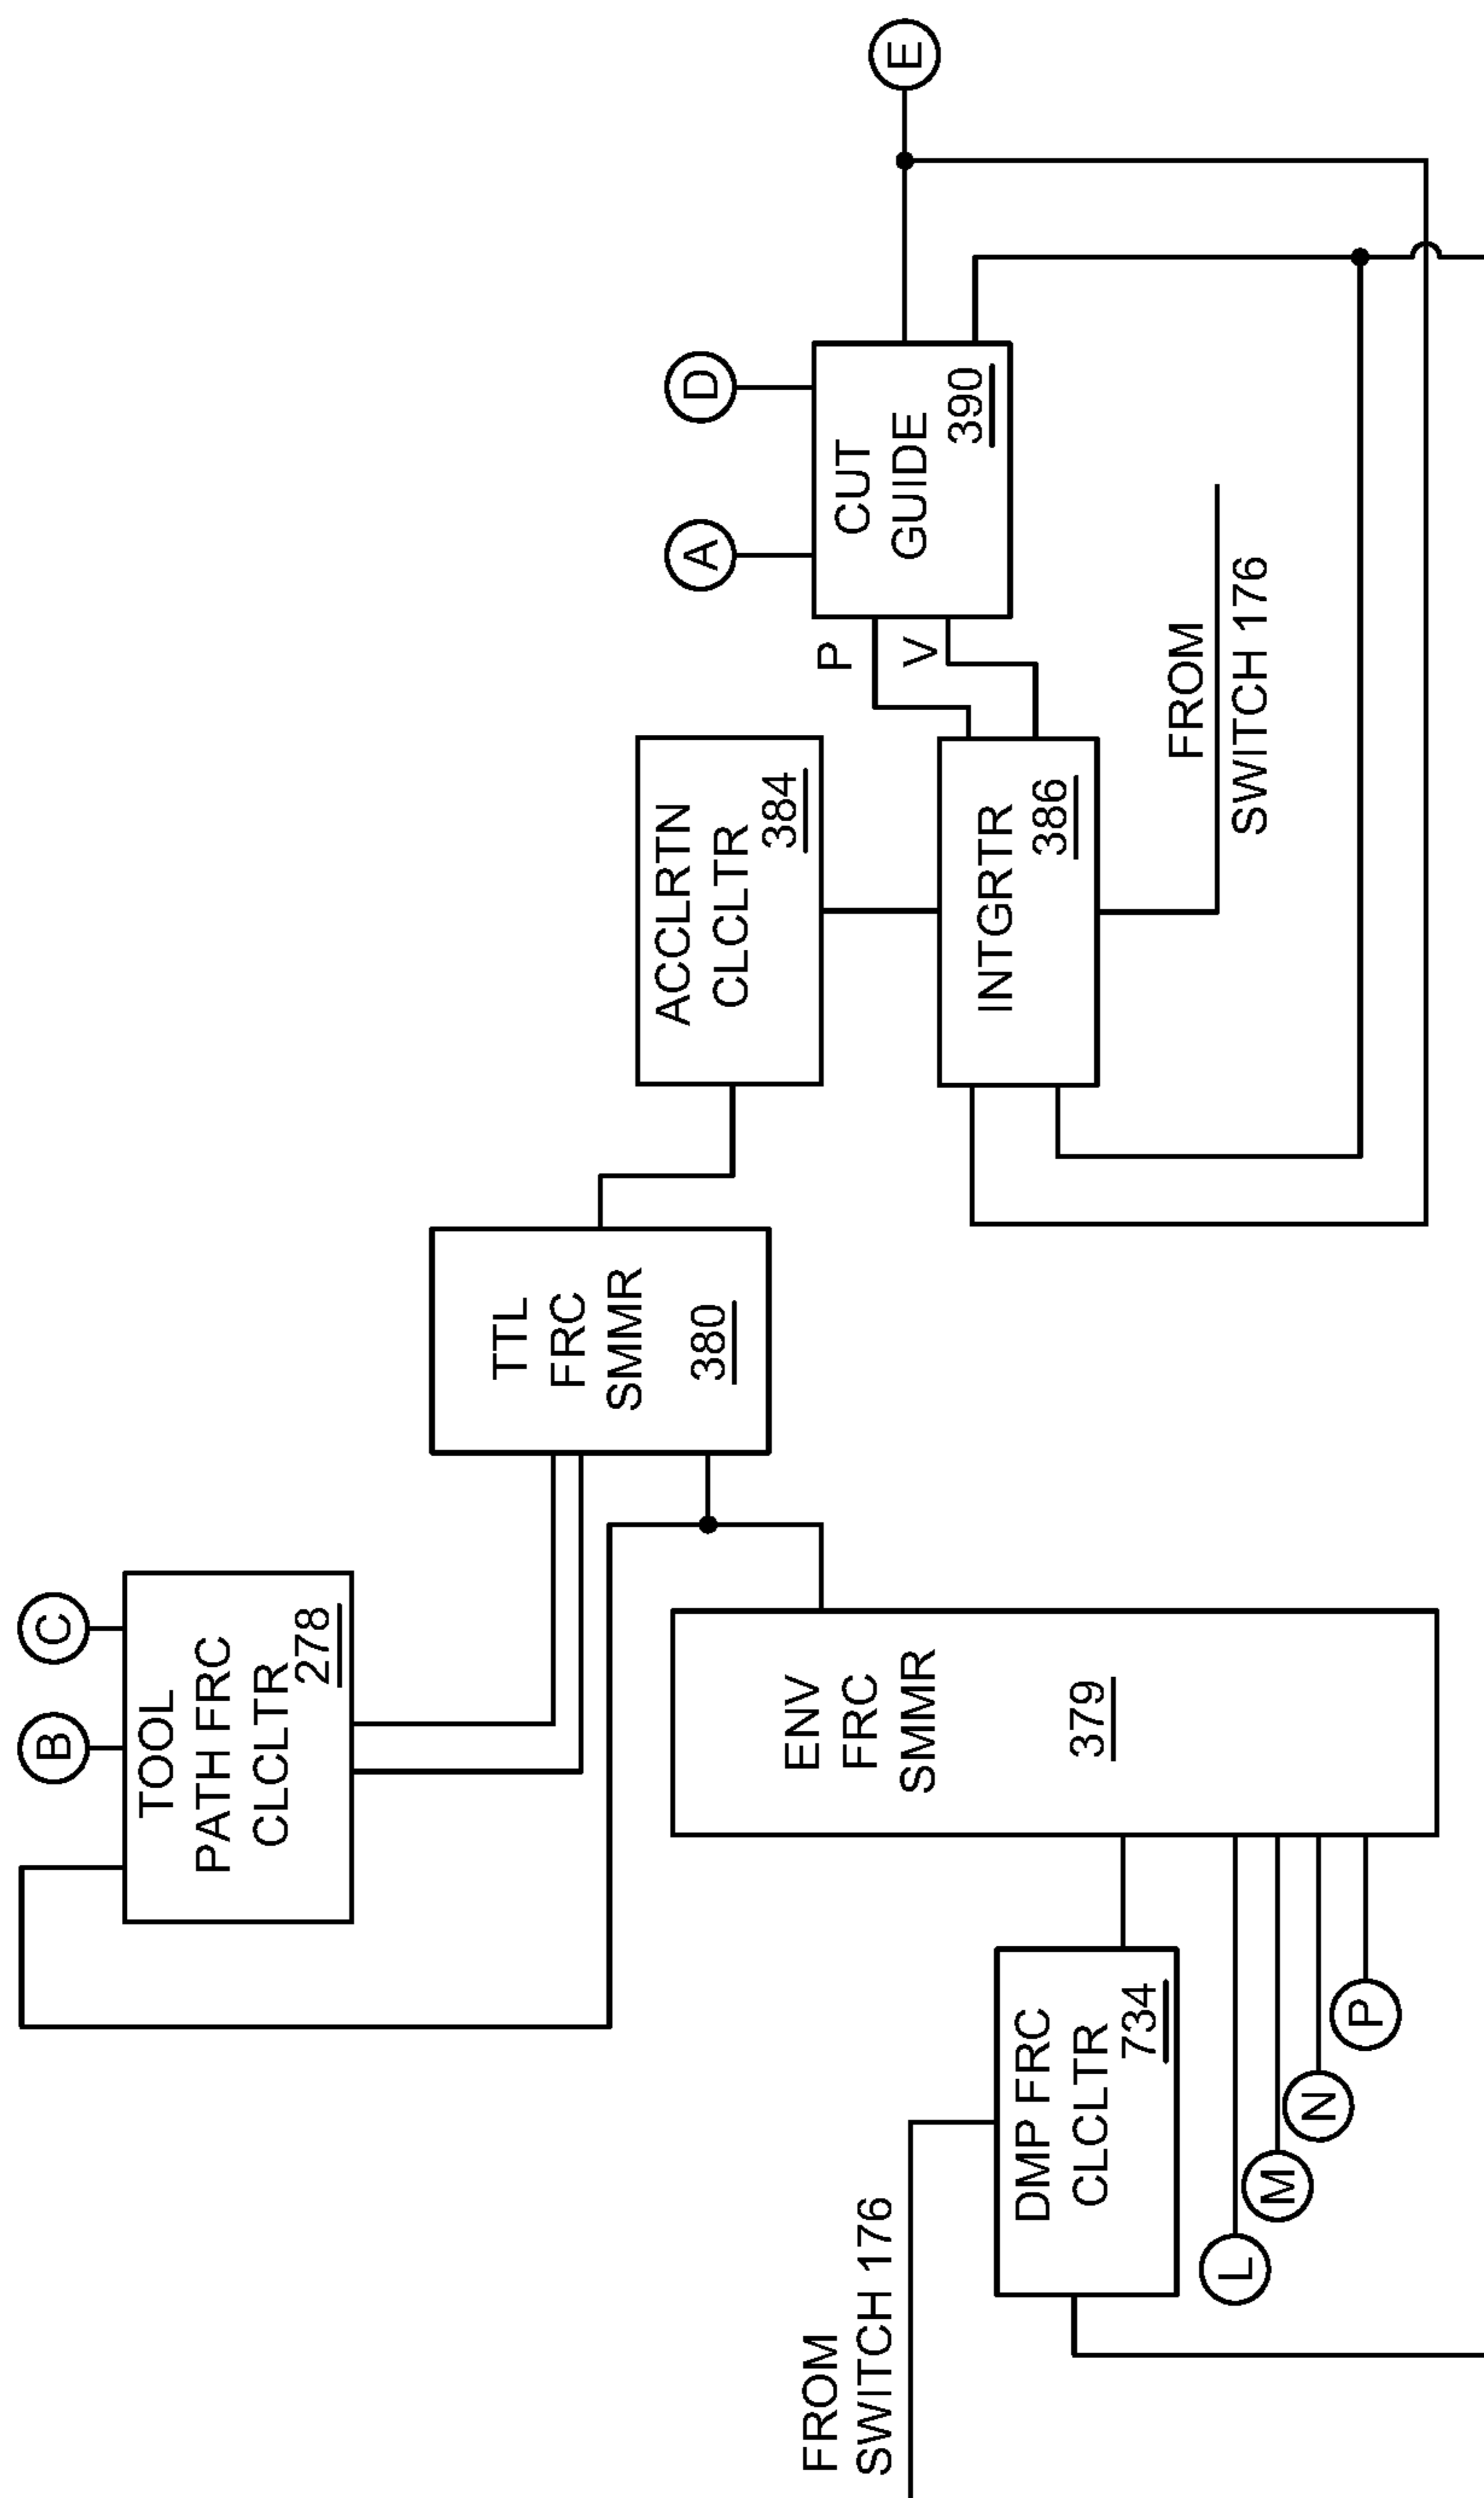 B
C
TOOL
PATH FRC
CLCLTR
278
TTL
FRC
SMMR
380
ACCLRTN
CLCLTR
384
A
D
E
CUT
GUIDE
390
P
V
INTGRTR
386
FROM
SWITCH 176
ENV
FRC
SMMR
379
FROM
SWITCH 176
DMP FRC
CLCLTR
734
L
M
N
P